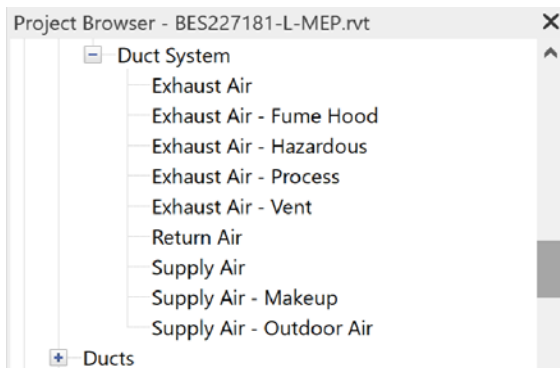 Project Browser - BES227181-L-MEP.rvt
Duct System
Exhaust Air
Exhaust Air - Fume Hood
Exhaust Air - Hazardous
Exhaust Air - Process
Exhaust Air - Vent
Return Air
Supply Air
Supply Air - Makeup
Supply Air - Outdoor Air
Ducts